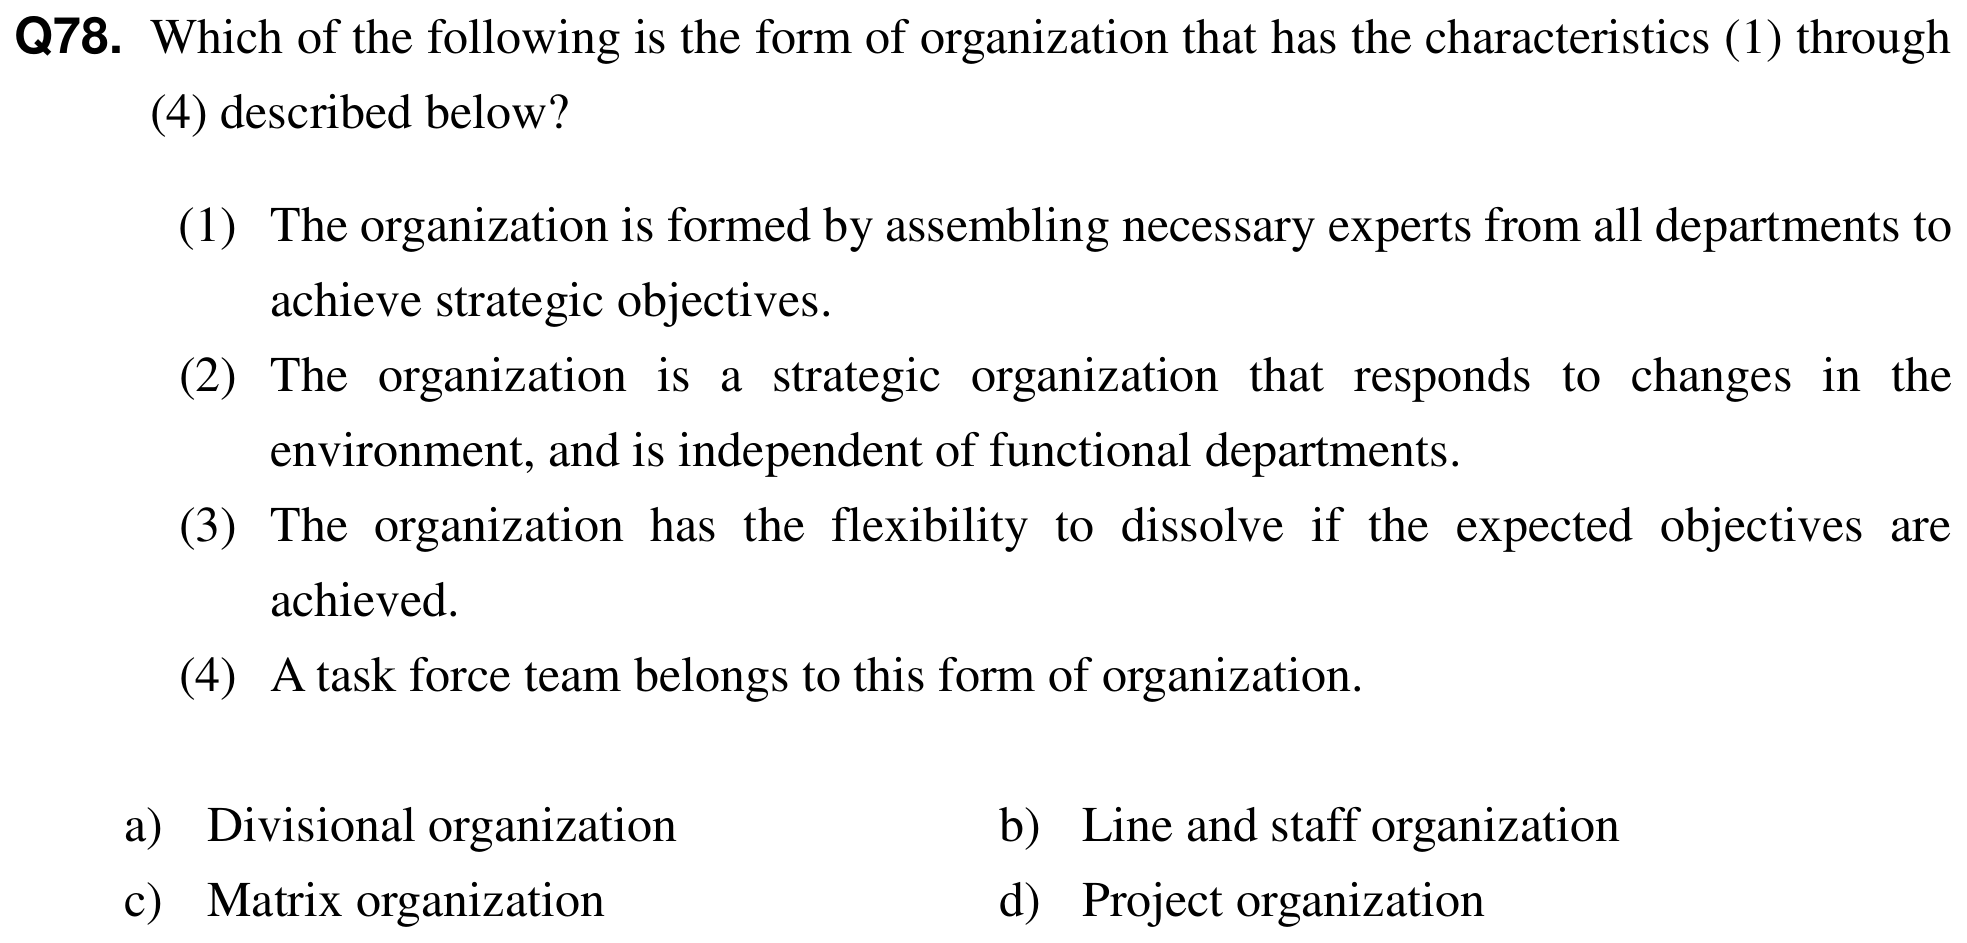 Q78. Which of the following is the form of organization that has the characteristics (1) through
(4) described below?
(1) The organization is formed by assembling necessary experts from all departments to
achieve strategic objectives.
(2) The organization is a strategic organization that responds to changes in the
environment, and is independent of functional departments.
(3) The organization has the flexibility to dissolve if the expected objectives are
achieved.
(4) A task force team belongs to this form of organization.
a) Divisional organization b) Line and staff organization
c) Matrix organization d) Project organization